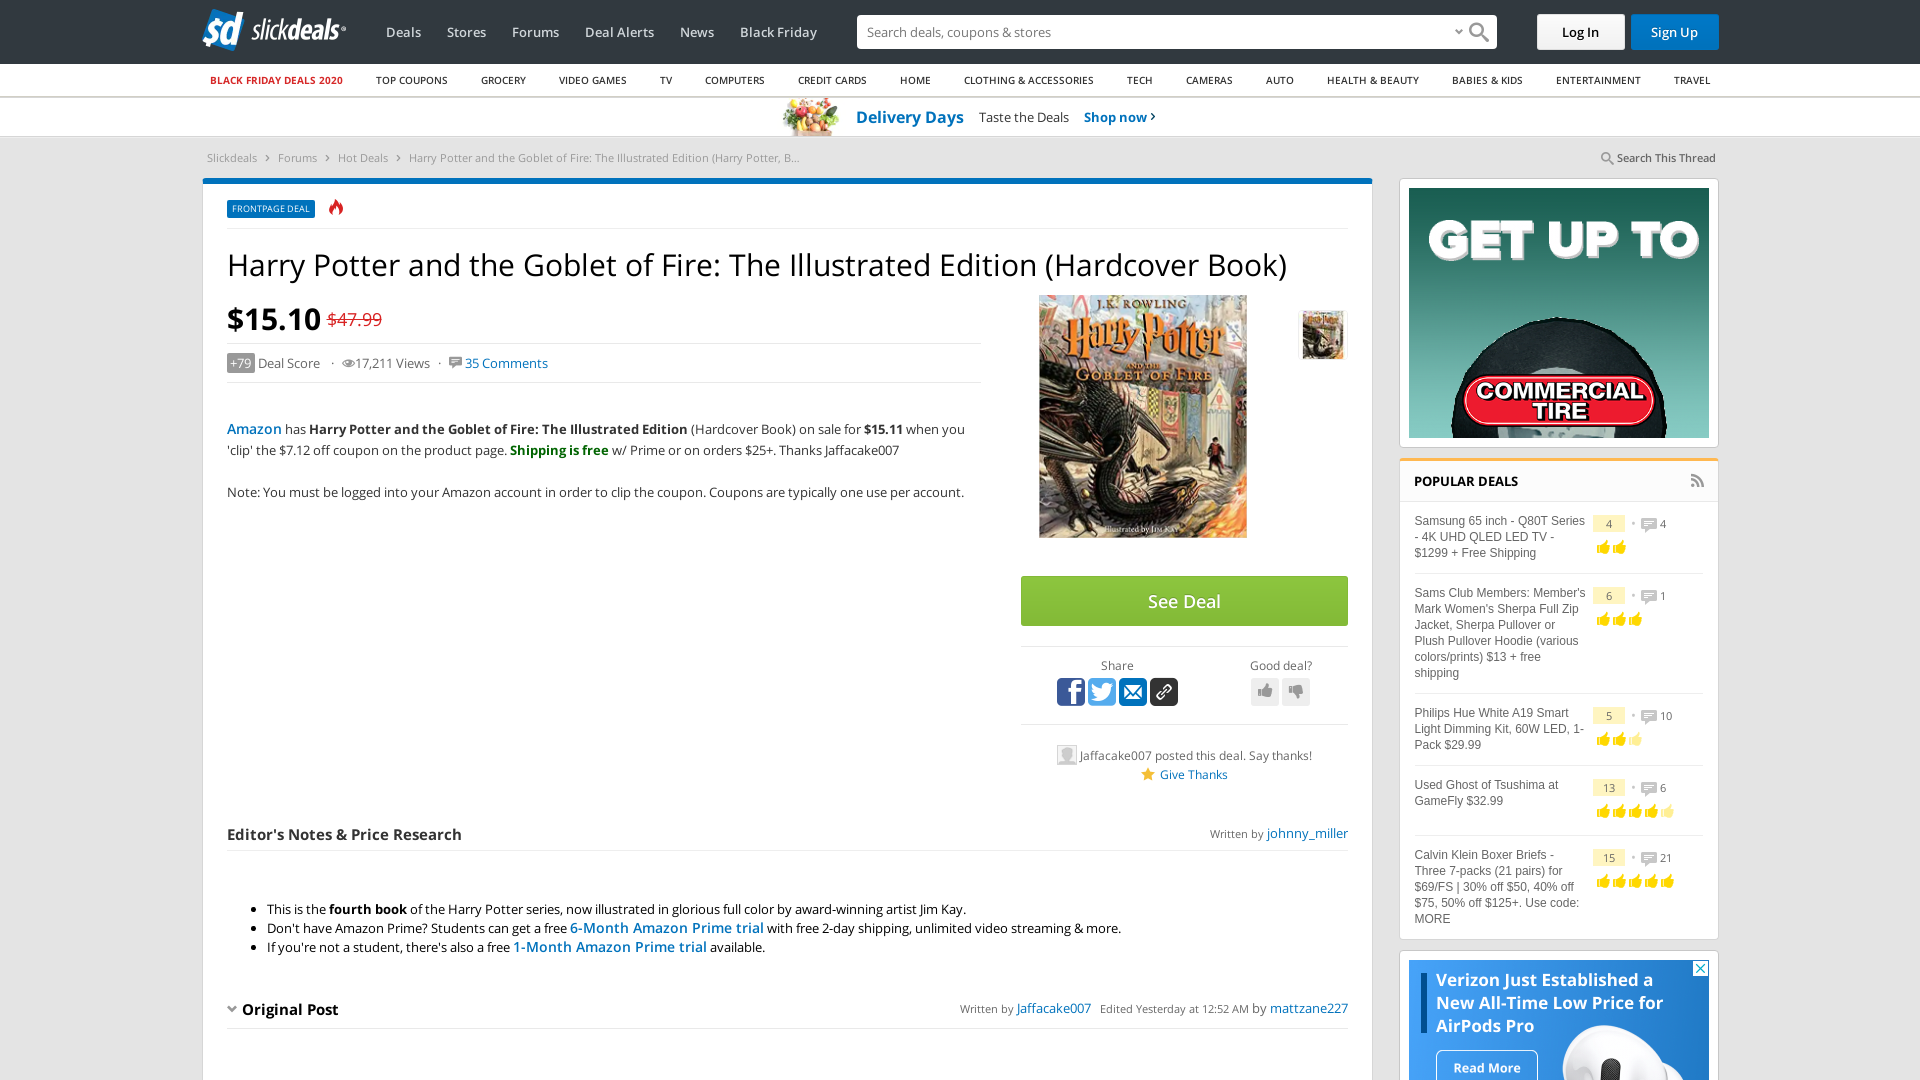 slickdeals
Deals
Stores
Forums
Deal Alerts
News
Black Friday
Search deals, coupons & shopping
Log In
Sign Up
BLACK FRIDAY DEALS 2020
TOP COUPONS
GROCERY
VIDEO GAMES
TV
COMPUTERS
CREDIT CARDS
HOME
CLOTHING & ACCESSORIES
TECH
CAMERAS
AUTO
HEALTH & BEAUTY
BABIES & KIDS
ENTERTAINMENT
TRAVEL
Delivery Days Taste the Deals Shop now
Slickdeals > Forums > Hot Deals > Harry Potter and the Goblet of Fire: The Illustrated Edition (Harry Potter, B...
Search This Thread
FRONTPAGE DEAL
Harry Potter and the Goblet of Fire: The Illustrated Edition (Hardcover Book)
$15.10 $47.99
+79 Deal Score · 17,211 Views · 35 Comments
Amazon has Harry Potter and the Goblet of Fire: The Illustrated Edition (Hardcover Book) on sale for $15.11 when you
'clip' the $7.12 off coupon on the product page. Shipping is free w/ Prime or on orders $25+. Thanks Jaffacake007
Note: You must be logged into your Amazon account in order to clip the coupon. Coupons are typically one use per account.
J.K. ROWLING
Harry Potter
AND THE
GOBLET OF FIRE
Illustrated by JIM KAY
See Deal
Share
Good deal?
Jaffacake007 posted this deal. Say thanks!
Give Thanks
Editor's Notes & Price Research
Written by johnny_miller
This is the fourth book of the Harry Potter series, now illustrated in glorious full color by award-winning artist Jim Kay.
Don't have Amazon Prime? Students can get a free 6-Month Amazon Prime trial with free 2-day shipping, unlimited video streaming & more.
If you're not a student, there's also a free 1-Month Amazon Prime trial available.
Original Post
Written by Jaffacake007 Edited Yesterday at 12:52 AM by mattzane227
GET UP TO
COMMERCIAL
TIRE
POPULAR DEALS
Samsung 65 inch - Q80T Series
- 4K UHD QLED LED TV -
$1299 + Free Shipping
4 • 4
Sams Club Members: Member's
Mark Women's Sherpa Full Zip
Jacket, Sherpa Pullover or
Plush Pullover Hoodie (various
colors/prints) $13 + free
shipping
6 • 1
Philips Hue White A19 Smart
Light Dimming Kit, 60W LED, 1-
Pack $29.99
5 • 10
Used Ghost of Tsushima at
GameFly $32.99
13 • 6
Calvin Klein Boxer Briefs -
Three 7-packs (21 pairs) for
$69/FS | 30% off $50, 40% off
$75, 50% off $125+. Use code:
MORE
15 • 21
Verizon Just Established a
New All-Time Low Price for
AirPods Pro
Read More